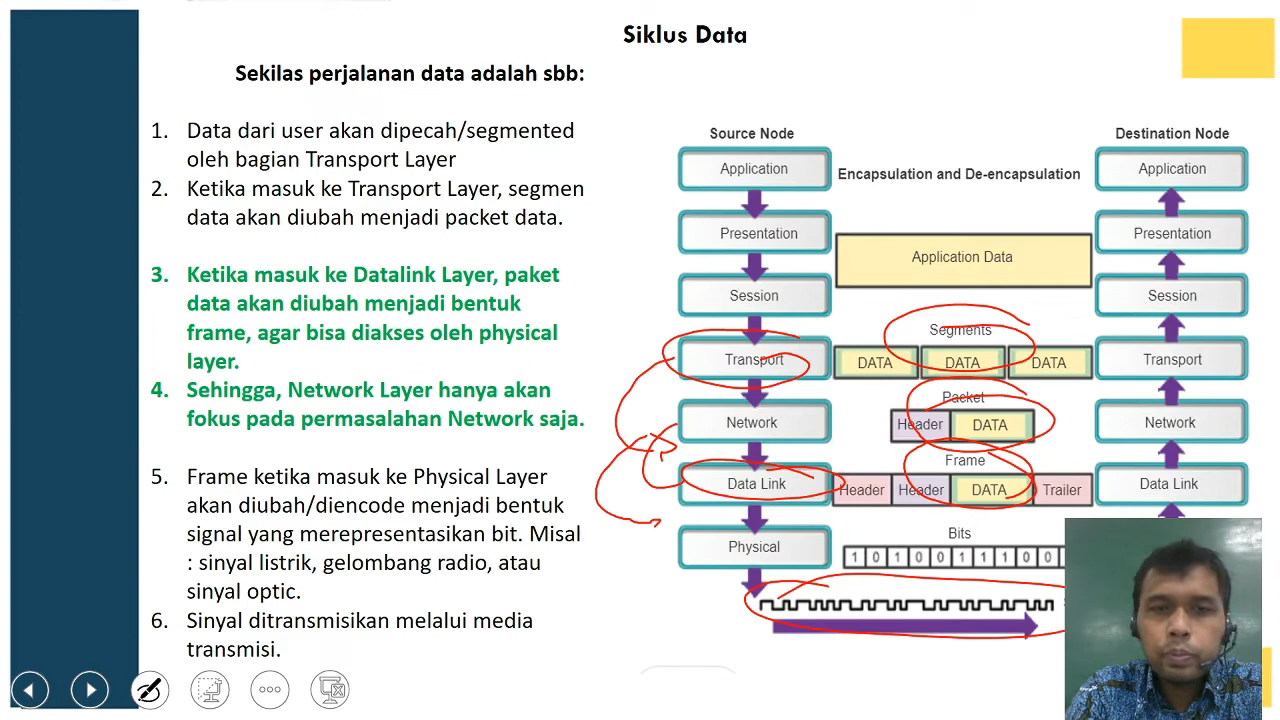 Siklus Data
Sekilas perjalanan data adalah sbb:
1. Data dari user akan dipecah/segmented
oleh bagian Transport Layer
2. Ketika masuk ke Transport Layer, segmen
data akan diubah menjadi packet data.
3. Ketika masuk ke Datalink Layer, paket
data akan diubah menjadi bentuk
frame, agar bisa diakses oleh physical
layer.
4. Sehingga, Network Layer hanya akan
fokus pada permasalahan Network saja.
5. Frame ketika masuk ke Physical Layer
akan diubah/diencode menjadi bentuk
signal yang merepresentasikan bit. Misal
: sinyal listrik, gelombang radio, atau
sinyal optic.
6. Sinyal ditransmisikan melalui media
transmisi.
Source Node
Application
Presentation
Session
Transport
Network
Data Link
Physical
Encapsulation and De-encapsulation
Application Data
Segments
DATA DATA DATA
Packet
Header DATA
Frame
Header Header DATA Trailer
Bits
1 0 1 0 0 1 1 1 0 0
Destination Node
Application
Presentation
Session
Transport
Network
Data Link